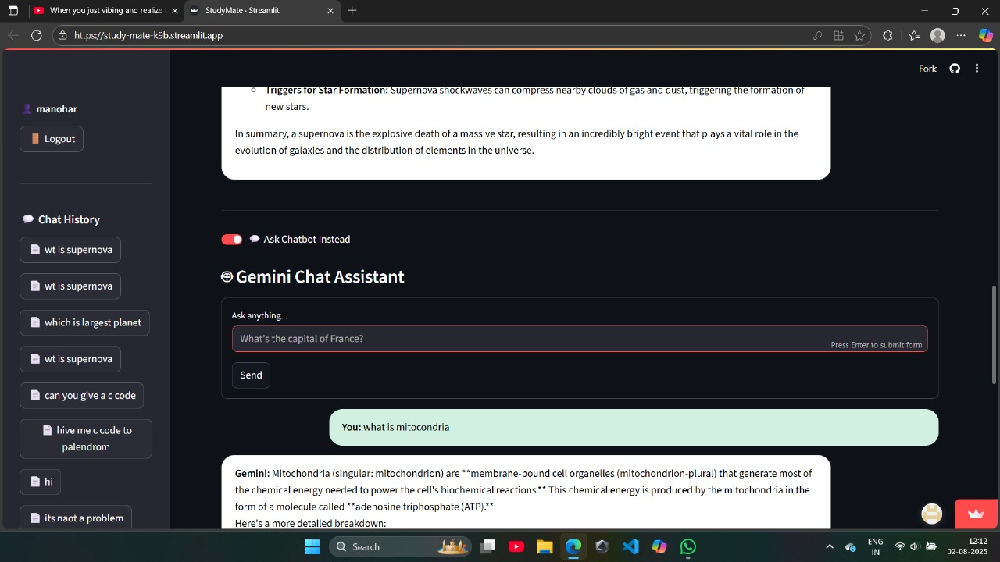 When you just vibing and realize
StudyMate · Streamlit
https://study-mate-k9b.streamlit.app
Fork
manohar
Logout
Chat History
wt is supernova
wt is supernova
which is largest planet
wt is supernova
can you give a c code
hive me c code to
palendrom
hi
its naot a problem
Triggers for Star Formation: Supernova shockwaves can compress nearby clouds of gas and dust, triggering the formation of
new stars.
In summary, a supernova is the explosive death of a massive star, resulting in an incredibly bright event that plays a vital role in the
evolution of galaxies and the distribution of elements in the universe.
Ask Chatbot Instead
Gemini Chat Assistant
Ask anything...
What's the capital of France?
Press Enter to submit form
Send
You: what is mitocondria
Gemini: Mitochondria (singular: mitochondrion) are **membrane-bound cell organelles (mitochondrion-plural) that generate most of
the chemical energy needed to power the cell's biochemical reactions.** This chemical energy is produced by the mitochondria in the
form of a molecule called **adenosine triphosphate (ATP).**
Here's a more detailed breakdown:
Search
ENG
IN
12:12
02-08-2025